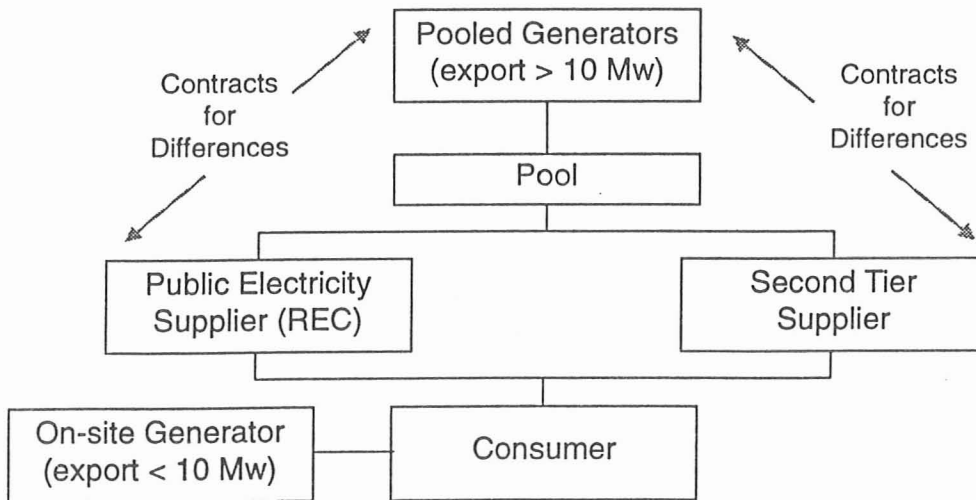 Pooled Generators
(export > 10 Mw)
Contracts
for
Differences
Contracts
for
Differences
Pool
Public Electricity
Supplier (REC)
Second Tier
Supplier
On-site Generator
(export < 10 Mw)
Consumer